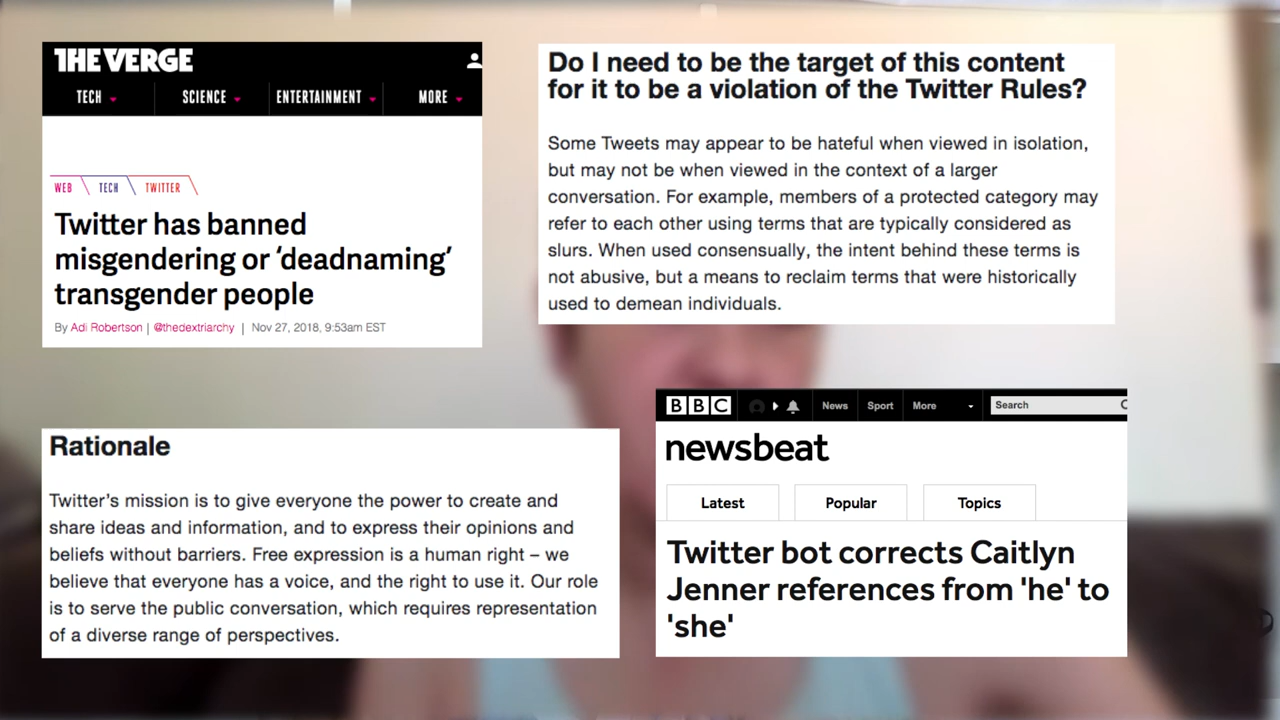 THE VERGE
TECH
SCIENCE
ENTERTAINMENT
MORE
WEB
TECH
TWITTER
Twitter has banned
misgendering or ‘deadnaming’
transgender people
By Adi Robertson | @thedextriarchy | Nov 27, 2018, 9:53am EST
Do I need to be the target of this content
for it to be a violation of the Twitter Rules?
Some Tweets may appear to be hateful when viewed in isolation,
but may not be when viewed in the context of a larger
conversation. For example, members of a protected category may
refer to each other using terms that are typically considered as
slurs. When used consensually, the intent behind these terms is
not abusive, but a means to reclaim terms that were historically
used to demean individuals.
Rationale
Twitter’s mission is to give everyone the power to create and
share ideas and information, and to express their opinions and
beliefs without barriers. Free expression is a human right – we
believe that everyone has a voice, and the right to use it. Our role
is to serve the public conversation, which requires representation
of a diverse range of perspectives.
BBC
News
Sport
More
Search
newsbeat
Latest
Popular
Topics
Twitter bot corrects Caitlyn
Jenner references from 'he' to
'she'